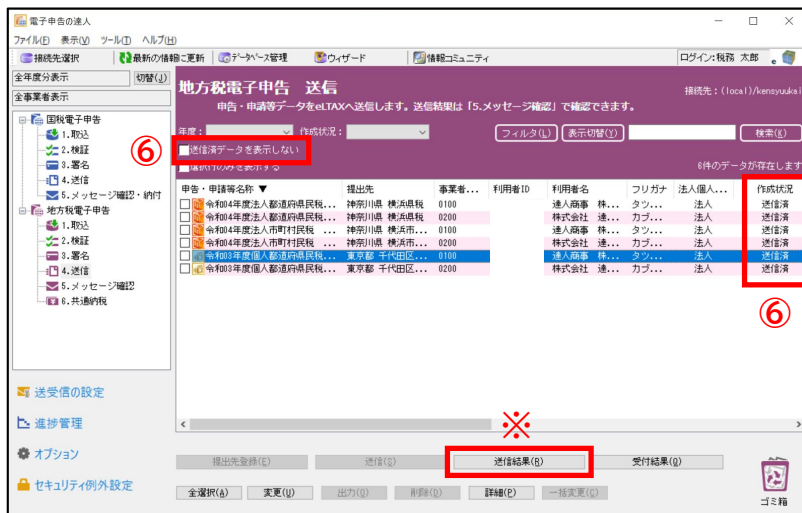 電子申告の達人
ファイル(F) 表示(V) ツール(T) ヘルプ(H)
接続先選択 最新の情報に更新 データベース管理 ウィザード 情報コミュニティ ログイン:税務 太郎
全年度分表示 切替(J)
全事業者表示
国税電子申告
1.取込
2.検証
3.署名
4.送信
5.メッセージ確認・納付
地方税電子申告
1.取込
2.検証
3.署名
4.送信
5.メッセージ確認
6.共通納税
送受信の設定
進捗管理
オプション
セキュリティ例外設定
地方税電子申告 送信
接続先:(local)/kensyuukai
申告・申請等データをeLTAXへ送信します。送信結果は「5.メッセージ確認」で確認できます。
年度: 作成状況: フィルタ(L) 表示切替(Y) 検索(K)
⑥ 送信済データを表示しない
選択行のみを表示する 6件のデータが存在します
申告・申請等名称 ▼ 提出先 事業者... 利用者ID 利用者名 フリガナ 法人個人... 作成状況
令和04年度法人都道府県民税... 神奈川県 横浜県税 0100 達人商事 株... タツ... 法人 送信済
令和04年度法人都道府県民税... 神奈川県 横浜県税 0200 株式会社 達... カブ... 法人 送信済
令和04年度法人市町村民税 ... 神奈川県 横浜市... 0100 達人商事 株... タツ... 法人 送信済
令和04年度法人市町村民税 ... 神奈川県 横浜市... 0200 株式会社 達... カブ... 法人 送信済
令和03年度個人都道府県民税... 東京都 千代田区... 0100 達人商事 株... タツ... 法人 送信済
令和03年度個人都道府県民税... 東京都 千代田区... 0200 株式会社 達... カブ... 法人 送信済
⑥
※
提出先登録(E) 送信(S) 送信結果(R) 受付結果(Q)
全選択(A) 変更(U) 出力(O) 削除(D) 詳細(P) 一括変更(C)
ゴミ箱